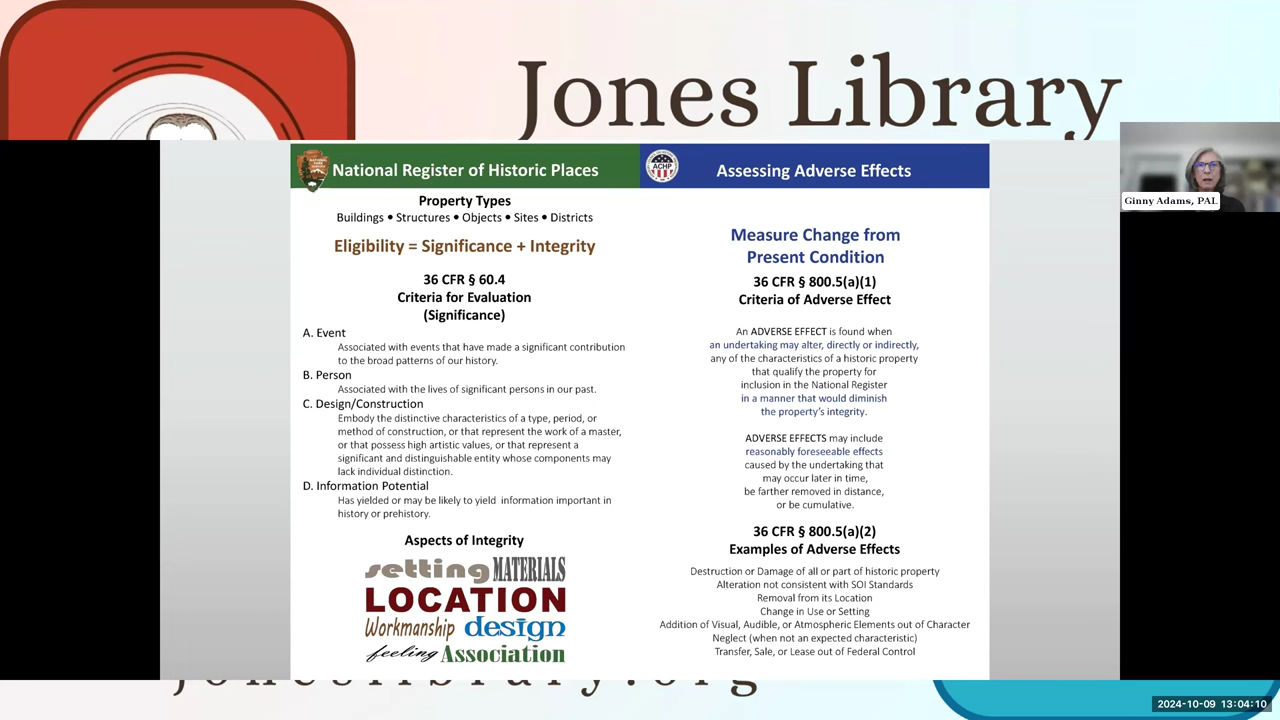 Jones Library
National Register of Historic Places
Property Types
Buildings • Structures • Objects • Sites • Districts
Eligibility = Significance + Integrity
36 CFR § 60.4
Criteria for Evaluation
(Significance)
A. Event
Associated with events that have made a significant contribution
to the broad patterns of our history.
B. Person
Associated with the lives of significant persons in our past.
C. Design/Construction
Embody the distinctive characteristics of a type, period, or
method of construction, or that represent the work of a master,
or that possess high artistic values, or that represent a
significant and distinguishable entity whose components may
lack individual distinction.
D. Information Potential
Has yielded or may be likely to yield information important in
history or prehistory.
Aspects of Integrity
setting MATERIALS
LOCATION
Workmanship design
feeling Association
ACHP
Assessing Adverse Effects
Measure Change from
Present Condition
36 CFR § 800.5(a)(1)
Criteria of Adverse Effect
An ADVERSE EFFECT is found when
an undertaking may alter, directly or indirectly,
any of the characteristics of a historic property
that qualify the property for
inclusion in the National Register
in a manner that would diminish
the property's integrity.
ADVERSE EFFECTS may include
reasonably foreseeable effects
caused by the undertaking that
may occur later in time,
be farther removed in distance,
or be cumulative.
36 CFR § 800.5(a)(2)
Examples of Adverse Effects
Destruction or Damage of all or part of historic property
Alteration not consistent with SOI Standards
Removal from its Location
Change in Use or Setting
Addition of Visual, Audible, or Atmospheric Elements out of Character
Neglect (when not an expected characteristic)
Transfer, Sale, or Lease out of Federal Control
Ginny Adams, PAL
joneslibrary.org
2024-10-09 13:04:10